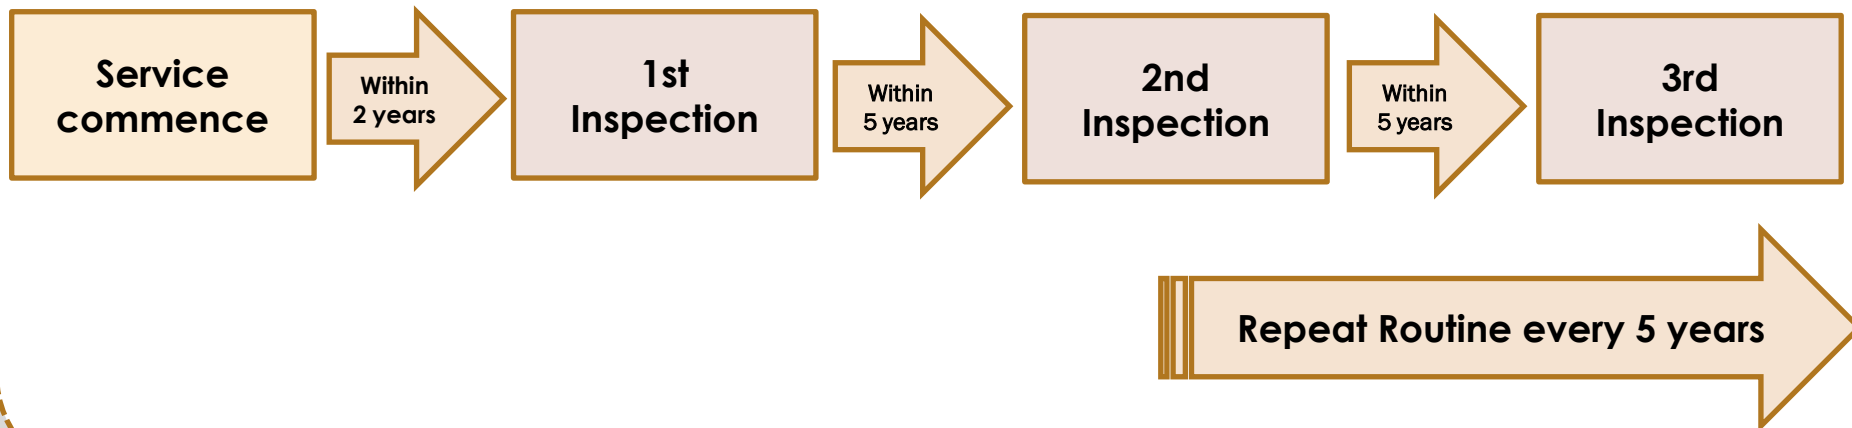 Service
commence
Within
2 years
1st
Inspection
Within
5 years
2nd
Inspection
Within
5 years
3rd
Inspection
Repeat Routine every 5 years